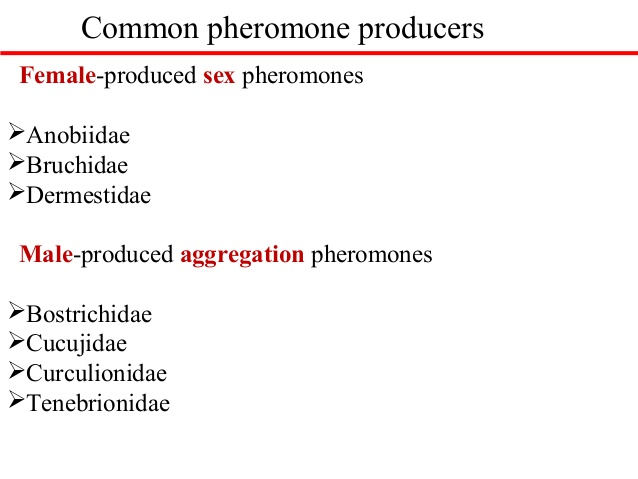 Common pheromone producers
Female-produced sex pheromones
➢Anobiidae
➢Bruchidae
➢Dermestidae
Male-produced aggregation pheromones
➢Bostrichidae
➢Cucujidae
➢Curculionidae
➢Tenebrionidae